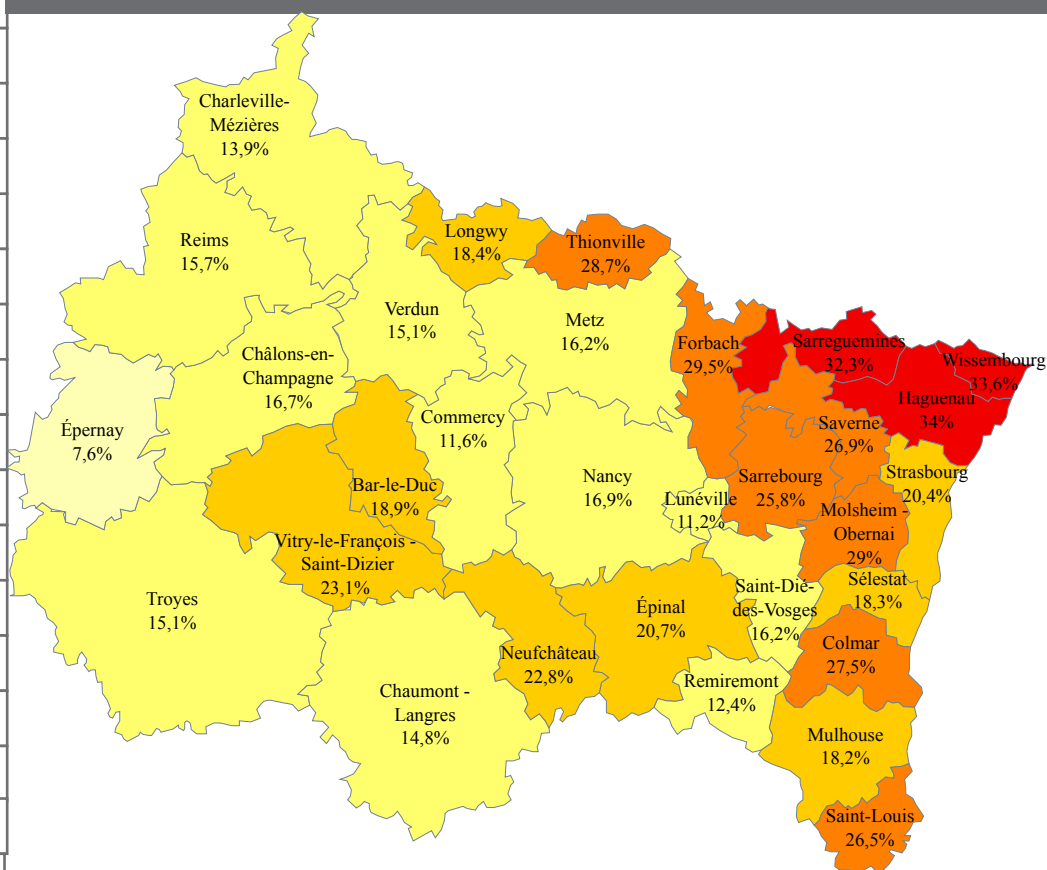 Charleville-
Mézières
13,9%
Reims
15,7%
Longwy
18,4%
Thionville
28,7%
Verdun
15,1%
Metz
16,2%
Châlons-en-
Champagne
16,7%
Forbach
29,5%
Sarreguemines
32,3%
Wissembourg
33,6%
Haguenau
34%
Épernay
7,6%
Commercy
11,6%
Saverne
26,9%
Bar-le-Duc
18,9%
Nancy
16,9%
Lunéville
11,2%
Sarrebourg
25,8%
Strasbourg
20,4%
Molsheim -
Obernai
29%
Vitry-le-François -
Saint-Dizier
23,1%
Troyes
15,1%
Épinal
20,7%
Saint-Dié-
des-Vosges
16,2%
Sélestat
18,3%
Neufchâteau
22,8%
Colmar
27,5%
Chaumont -
Langres
14,8%
Remiremont
12,4%
Mulhouse
18,2%
Saint-Louis
26,5%